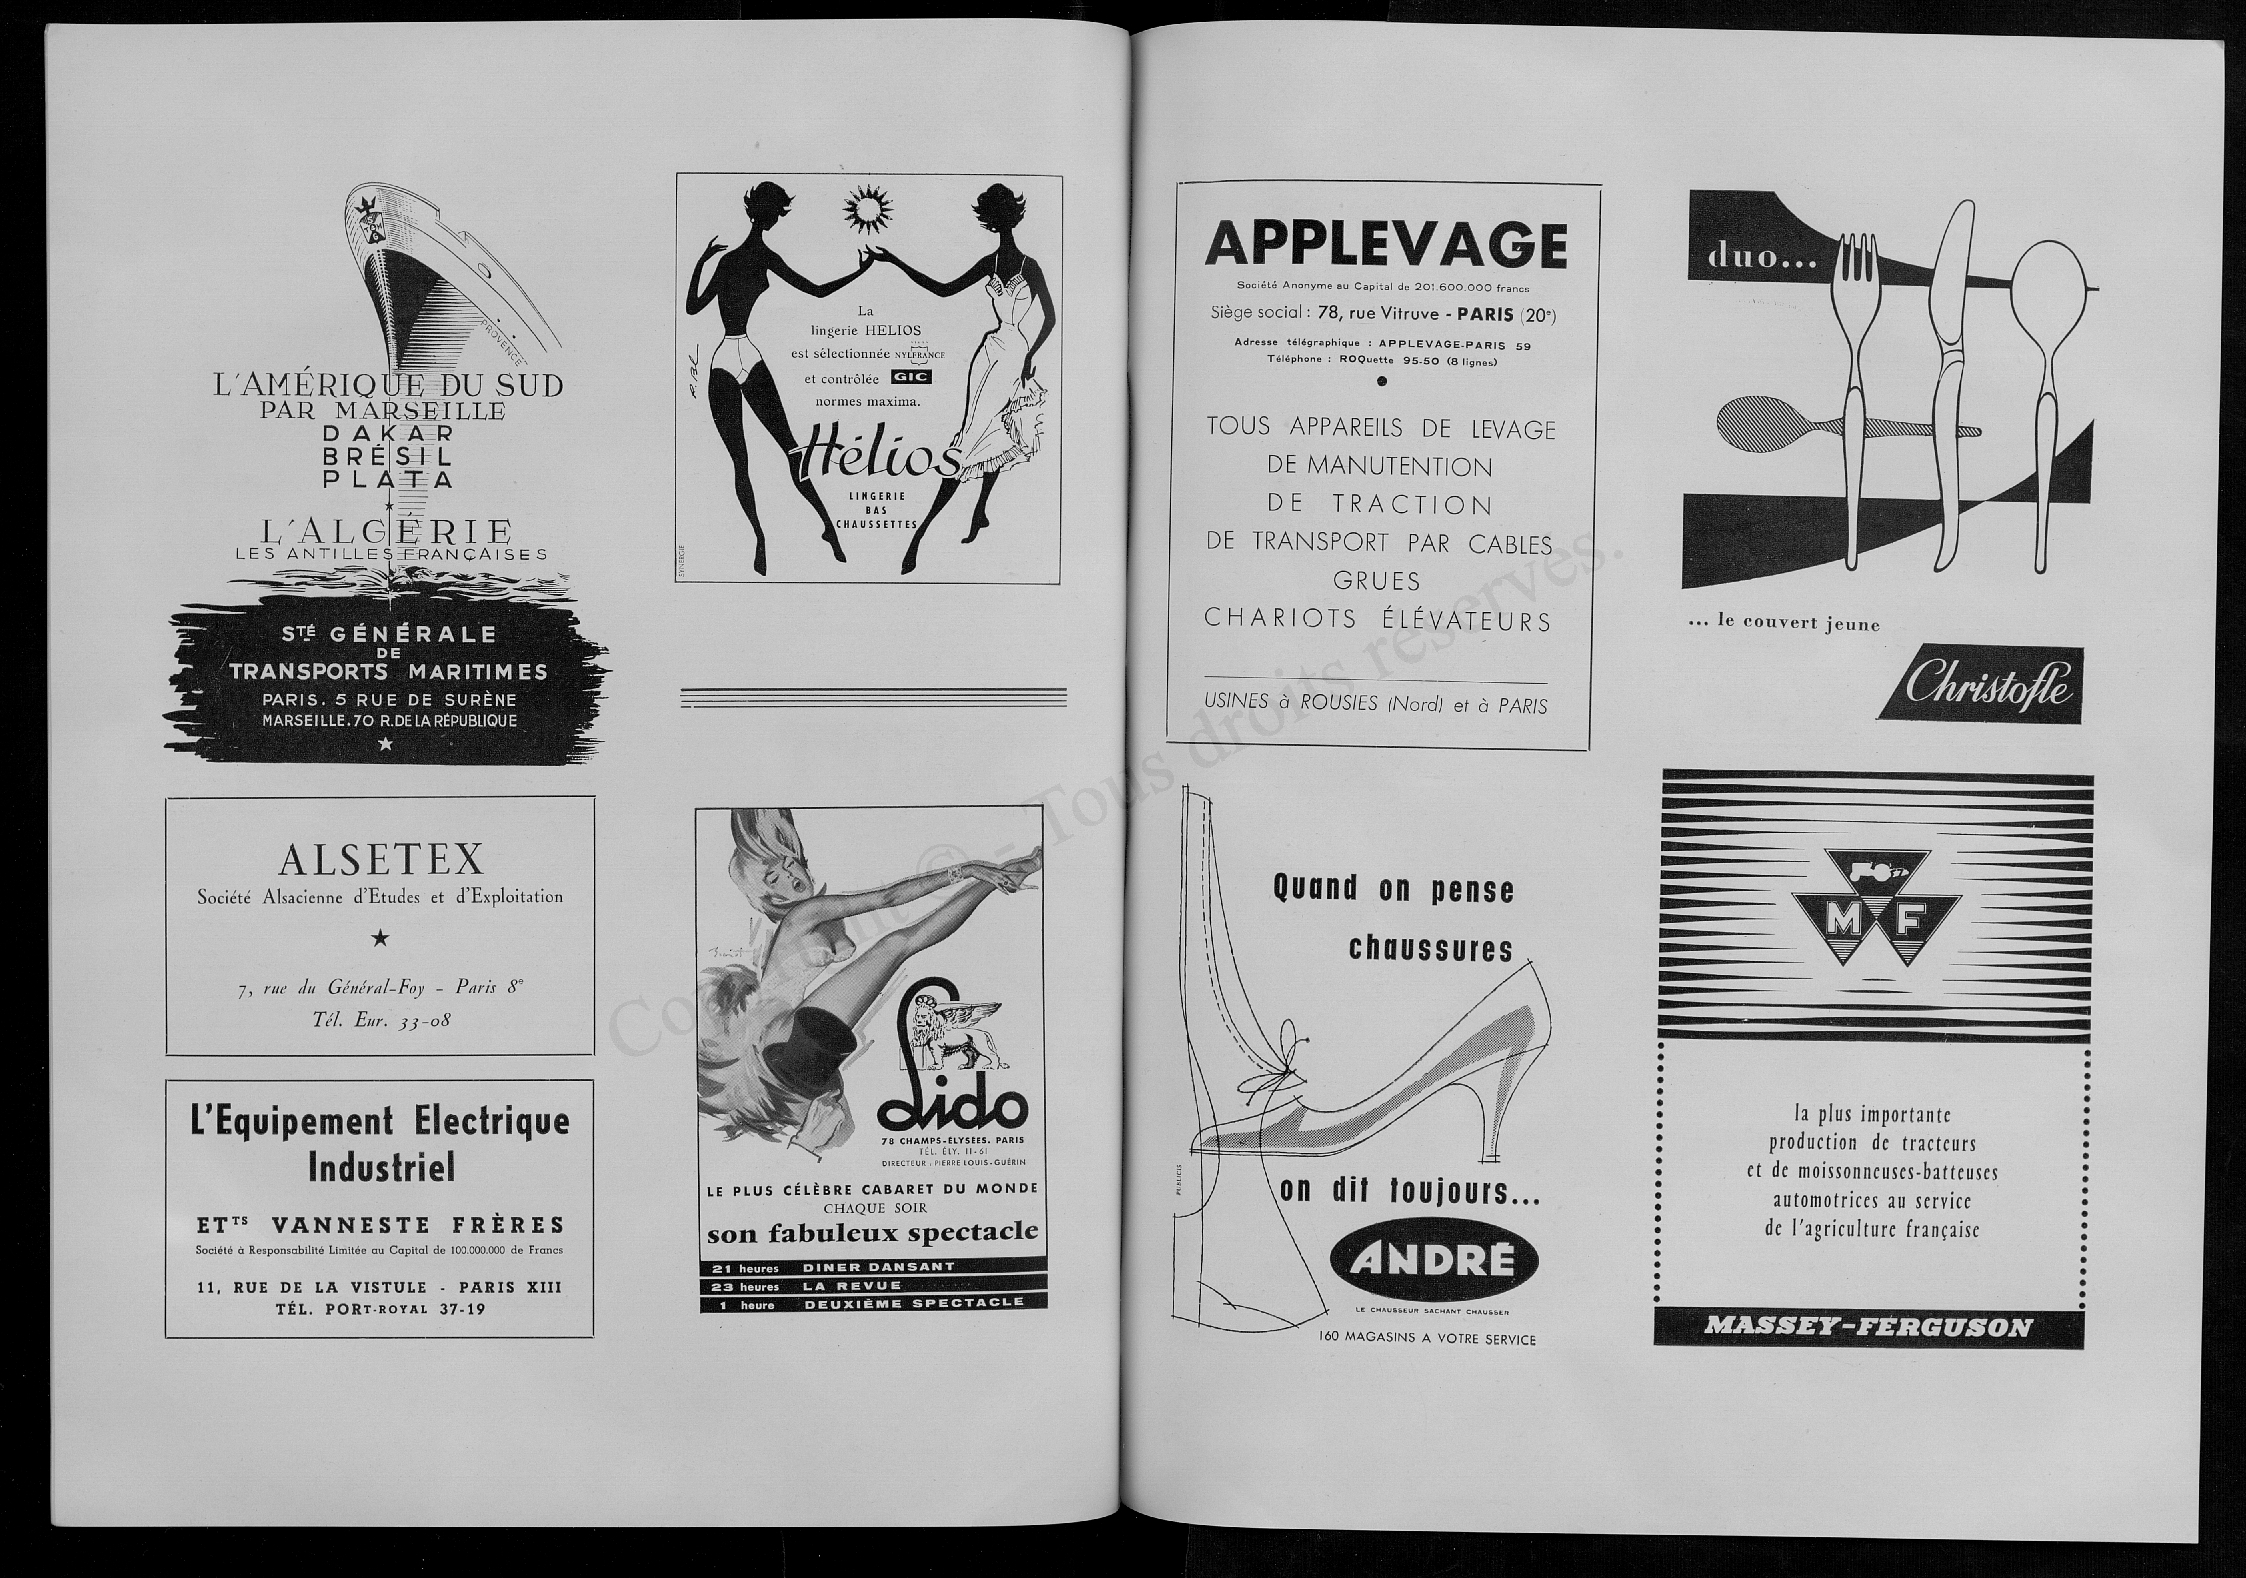 PROVENCE
L'AMÉRIQUE DU SUD
PAR MARSEILLE
DAKAR
BRÉSIL
PLATA
L'ALGÉRIE
LES ANTILLES FRANÇAISES
STÉ GÉNÉRALE
DE
TRANSPORTS MARITIMES
PARIS. 5 RUE DE SURÈNE
MARSEILLE. 70 R. DE LA RÉPUBLIQUE
ALSETEX
Société Alsacienne d'Etudes et d'Exploitation
7, rue du Général-Foy - Paris 8e
Tél. Eur. 33-08
L'Equipement Electrique
Industriel
ETTS VANNESTE FRÈRES
Société à Responsabilité Limitée au Capital de 100.000.000 de Francs
11, RUE DE LA VISTULE - PARIS XIII
TÉL. PORT-ROYAL 37-19
La
lingerie HELIOS
est sélectionnée NYLFRANCE
et contrôlée GIC
normes maxima.
Hélios
LINGERIE
BAS
CHAUSSETTES
SYNERGIE
Lido
78 CHAMPS-ÉLYSÉES. PARIS
TÉL. ÉLY. 11-61
DIRECTEUR : PIERRE LOUIS-GUÉRIN
LE PLUS CÉLÈBRE CABARET DU MONDE
CHAQUE SOIR
son fabuleux spectacle
21 heures DINER DANSANT
23 heures LA REVUE
1 heure DEUXIÈME SPECTACLE
APPLEVAGE
Société Anonyme au Capital de 201.600.000 francs
Siège social : 78, rue Vitruve - PARIS (20e)
Adresse télégraphique : APPLEVAGE-PARIS 59
Téléphone : ROQuette 95-50 (8 lignes)
TOUS APPAREILS DE LEVAGE
DE MANUTENTION
DE TRACTION
DE TRANSPORT PAR CABLES
GRUES
CHARIOTS ÉLÉVATEURS
USINES à ROUSIES (Nord) et à PARIS
Quand on pense
chaussures
on dit toujours...
ANDRÉ
LE CHAUSSEUR SACHANT CHAUSSER
160 MAGASINS A VOTRE SERVICE
PUBLICIS
duo...
... le couvert jeune
Christofle
M F
la plus importante
production de tracteurs
et de moissonneuses-batteuses
automotrices au service
de l'agriculture française
MASSEY-FERGUSON
Copyright © - Tous droits réservés.